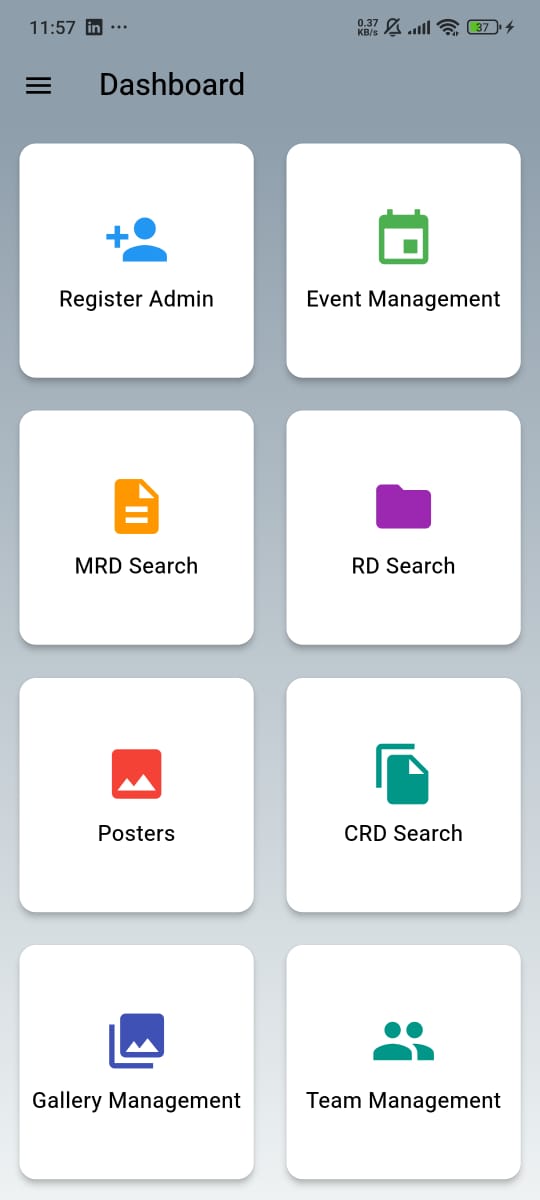 11:57 in ...
0.37
KB/s
37
Dashboard
Register Admin
Event Management
MRD Search
RD Search
Posters
CRD Search
Gallery Management
Team Management